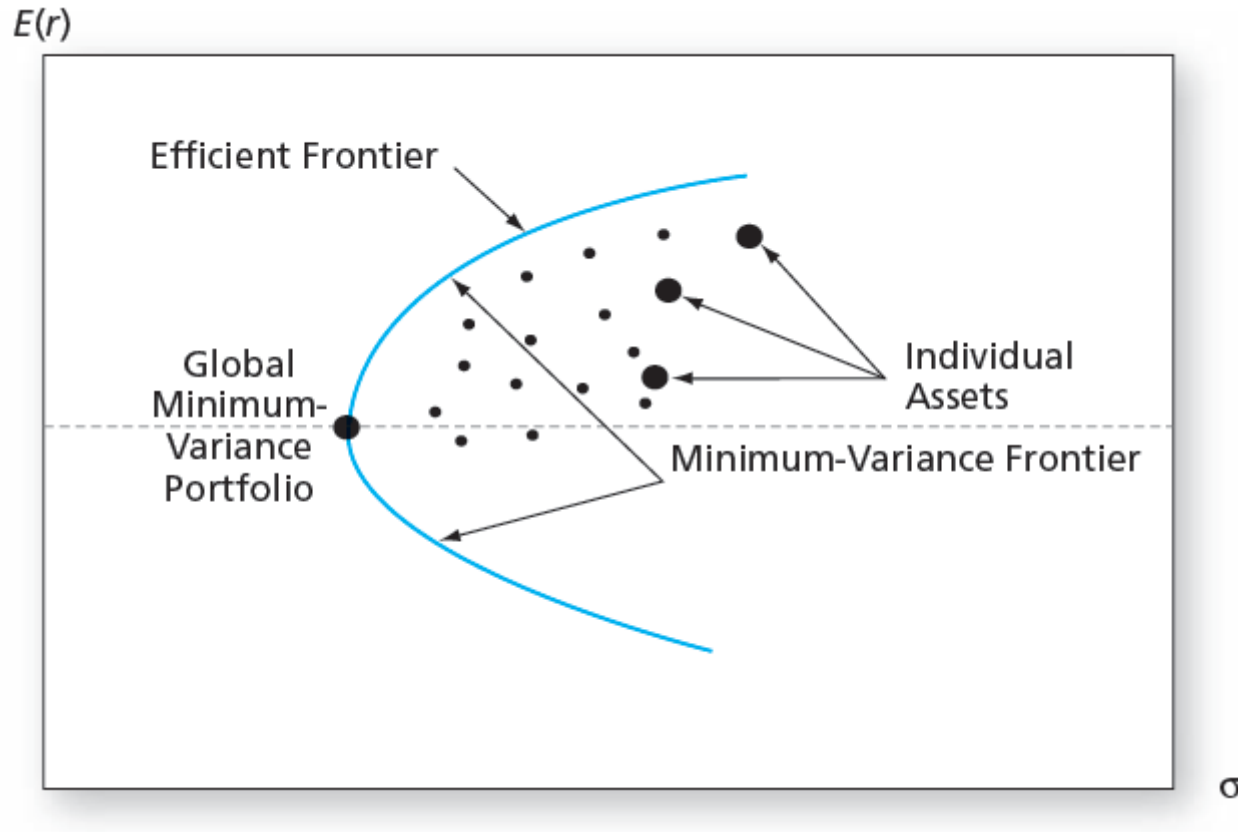 E(r)
Efficient Frontier
Global
Minimum-
Variance
Portfolio
Individual
Assets
Minimum-Variance Frontier
σ